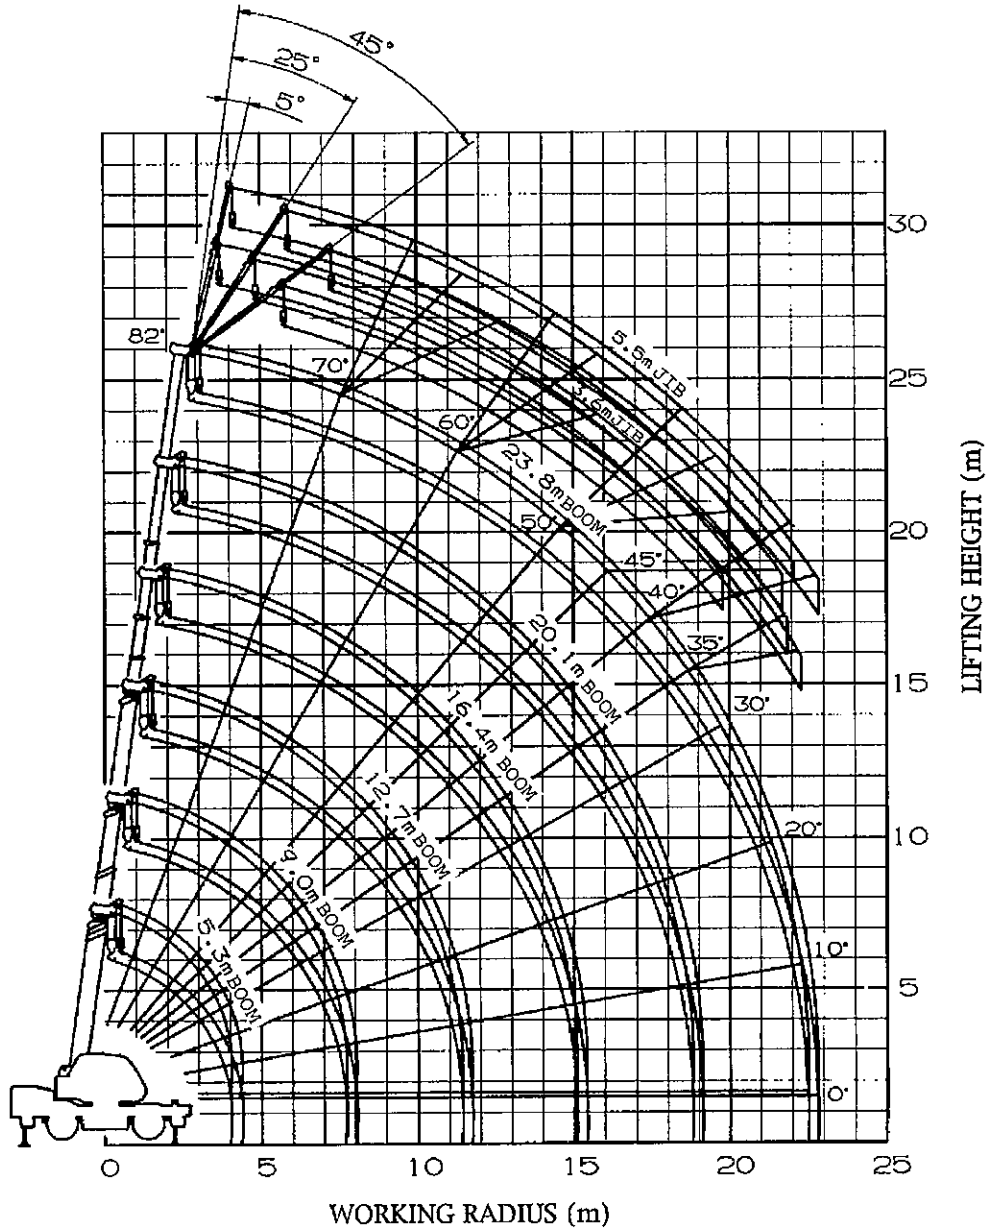 45°
25°
5°
30
82°
70°
5.5m JIB
3.6m JIB
25
60°
23.8m BOOM
50°
20
45°
40°
20.1m BOOM
35°
16.4m BOOM
15
30°
12.7m BOOM
20°
10
9.0m BOOM
5.3m BOOM
10°
5
0°
0
5
10
15
20
25
WORKING RADIUS (m)
LIFTING HEIGHT (m)